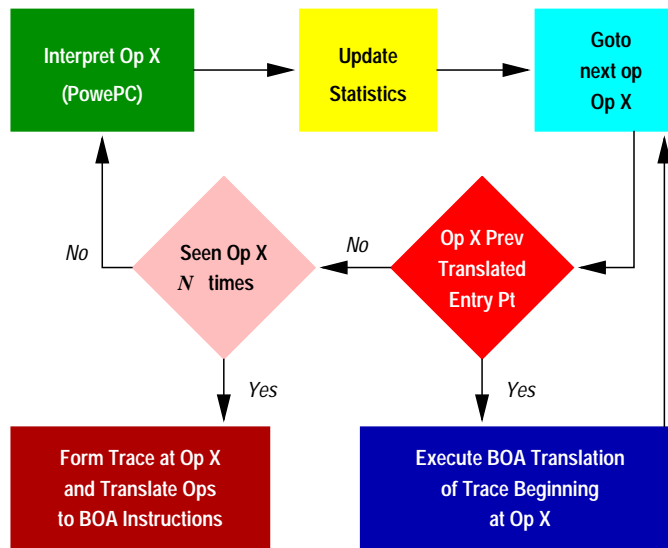 Interpret Op X
(PowePC)
Update
Statistics
Goto
next op
Op X
No
Seen Op X
N times
No
Op X Prev
Translated
Entry Pt
Yes
Yes
Form Trace at Op X
and Translate Ops
to BOA Instructions
Execute BOA Translation
of Trace Beginning
at Op X